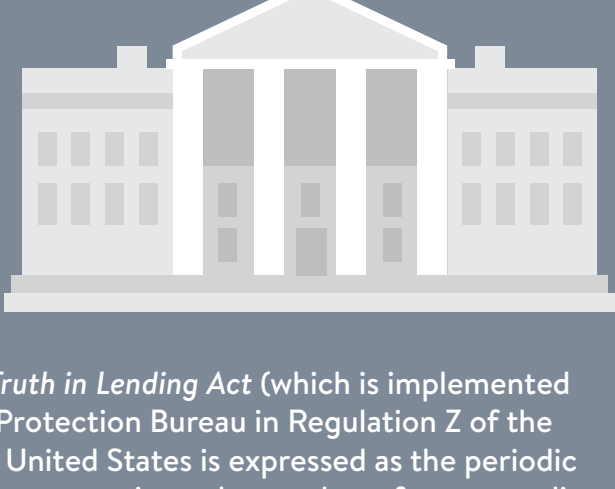 Truth in Lending Act (which is implemented
Protection Bureau in Regulation Z of the
United States is expressed as the periodic